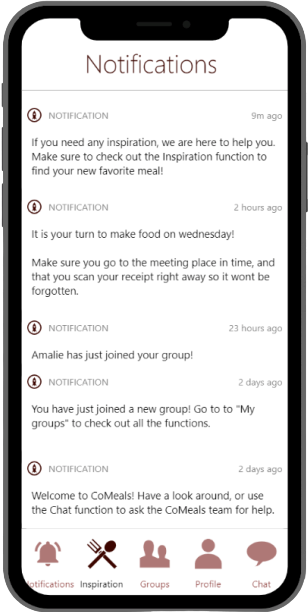 Notifications
NOTIFICATION 9m ago
If you need any inspiration, we are here to help you.
Make sure to check out the Inspiration function to
find your new favorite meal!
NOTIFICATION 2 hours ago
It is your turn to make food on wednesday!
Make sure you go to the meeting place in time, and
that you scan your receipt right away so it wont be
forgotten.
NOTIFICATION 23 hours ago
Amalie has just joined your group!
NOTIFICATION 2 days ago
You have just joined a new group! Go to to "My
groups" to check out all the functions.
NOTIFICATION 2 days ago
Welcome to CoMeals! Have a look around, or use
the Chat function to ask the CoMeals team for help.
Notifications Inspiration Groups Profile Chat